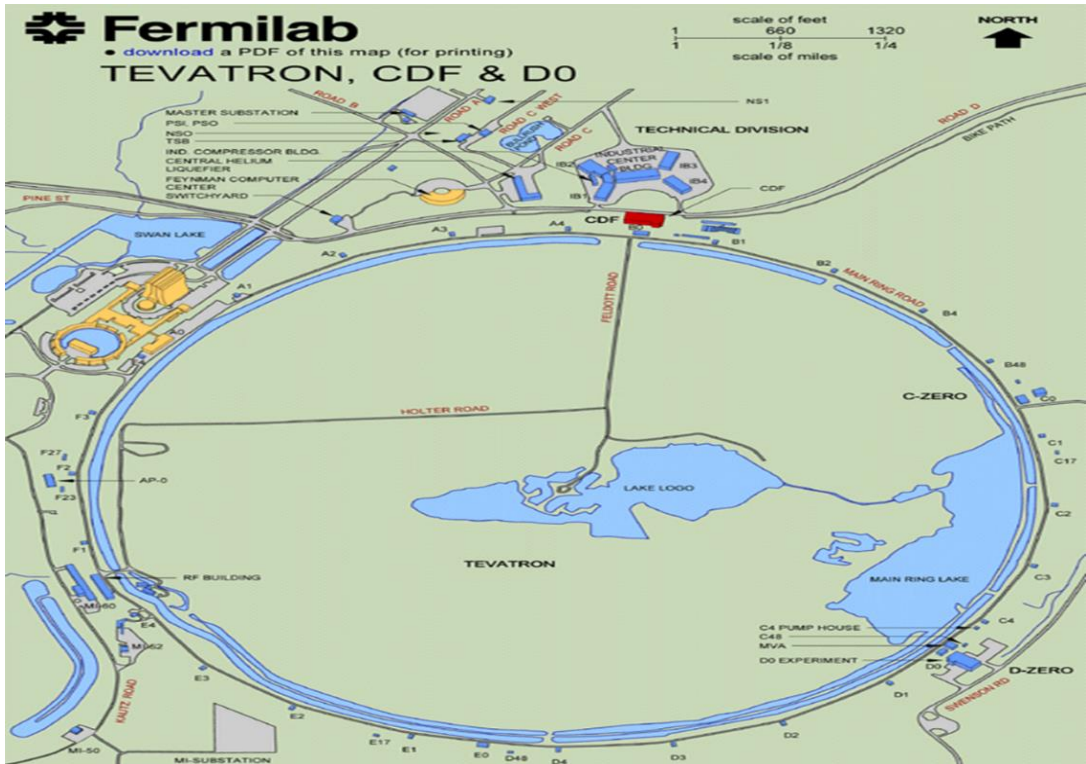 Fermilab
• download a PDF of this map (for printing)
TEVATRON, CDF & D0
scale of feet
1 660 1320
1 1/8 1/4
scale of miles
NORTH
ROAD B
ROAD A
ROAD C WEST
ROAD C
NS1
ROAD D
BIKE PATH
MASTER SUBSTATION
PSI, PSO
NSO
TSB
IND. COMPRESSOR BLDG.
CENTRAL HELIUM
LIQUEFIER
FEYNMAN COMPUTER
CENTER
SWITCHYARD
TECHNICAL DIVISION
INDUSTRIAL
CENTER
BLDG
IB2
IB3
IB1
IB4
CDF
CDF
B0
PINE ST
SWAN LAKE
A4
A3
A2
A1
B1
B2
MAIN RING ROAD
B4
B48
C-ZERO
C0
FELDOTT ROAD
HOLTER ROAD
F3
F27
F2
F23
AP-0
LAKE LOGO
C1
C17
C2
F1
TEVATRON
RF BUILDING
MI-60
MAIN RING LAKE
C3
E4
MI-52
C4 PUMP HOUSE
C4
C48
MVA
D0 EXPERIMENT
D0
D-ZERO
E3
D1
SWENSON RD
KAUTZ ROAD
E2
D2
MI-50
E17
E1
E0
D48
D4
D3
MI-SUBSTATION